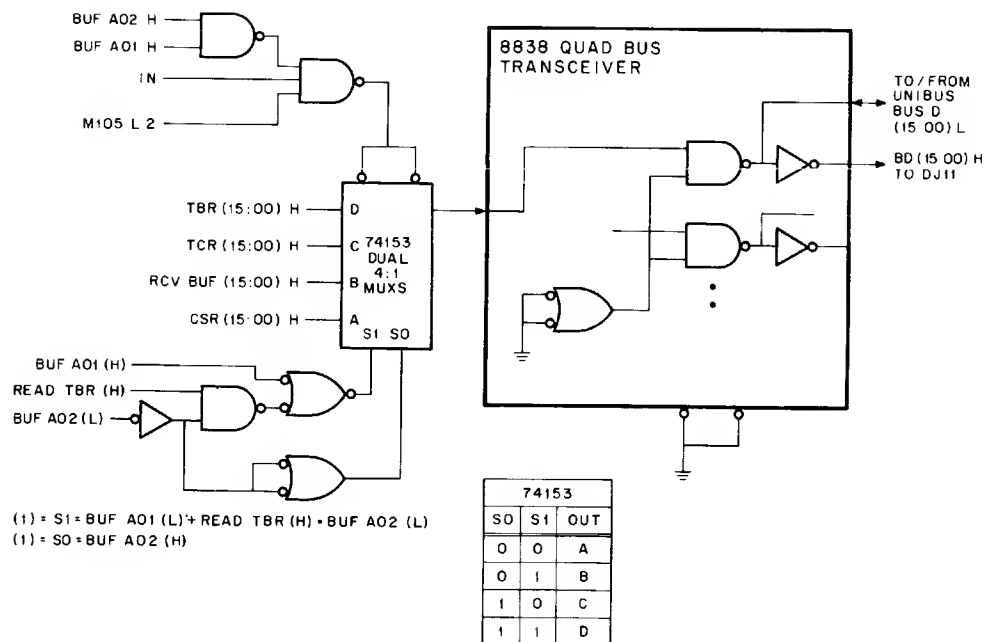 BUF A02 H
BUF A01 H
IN
M105 L 2
8838 QUAD BUS
TRANSCEIVER
TO/FROM
UNIBUS
BUS D
(15 00) L
BD (15 00) H
TO DJ11
TBR (15:00) H
TCR (15:00) H
RCV BUF (15:00) H
CSR (15:00) H
D
C
B
A
74153
DUAL
4:1
MUXS
S1 S0
BUF A01 (H)
READ TBR (H)
BUF A02 (L)
(1) = S1 = BUF A01 (L) + READ TBR (H) • BUF A02 (L)
(1) = S0 = BUF A02 (H)
74153
S0 S1 OUT
0 0 A
0 1 B
1 0 C
1 1 D